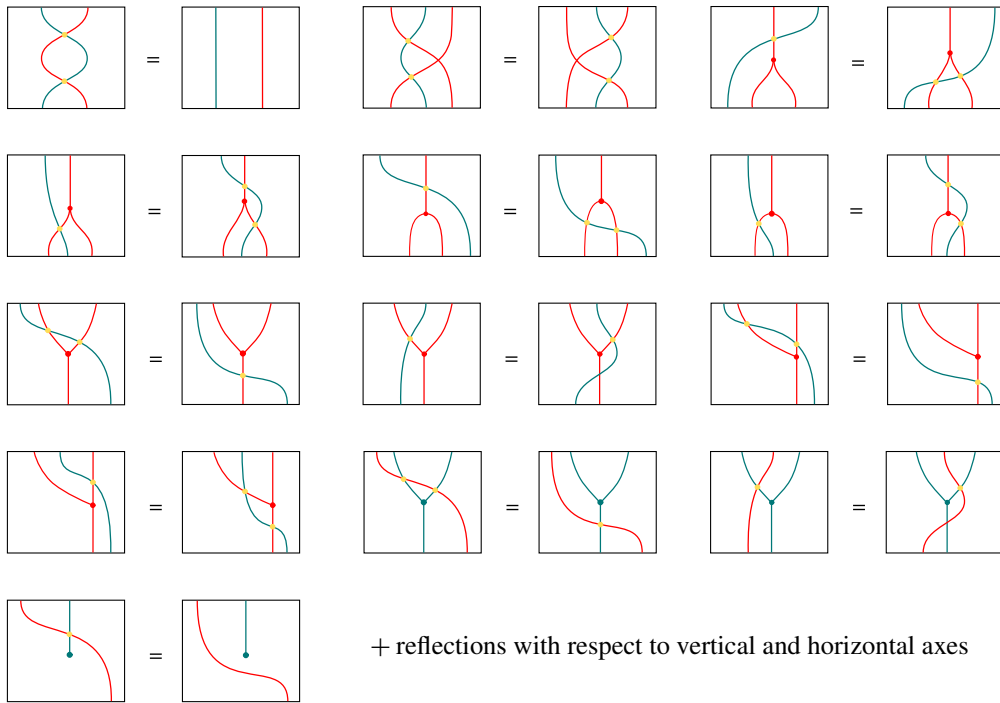 = = =
= = =
= = =
= = =
= + reflections with respect to vertical and horizontal axes